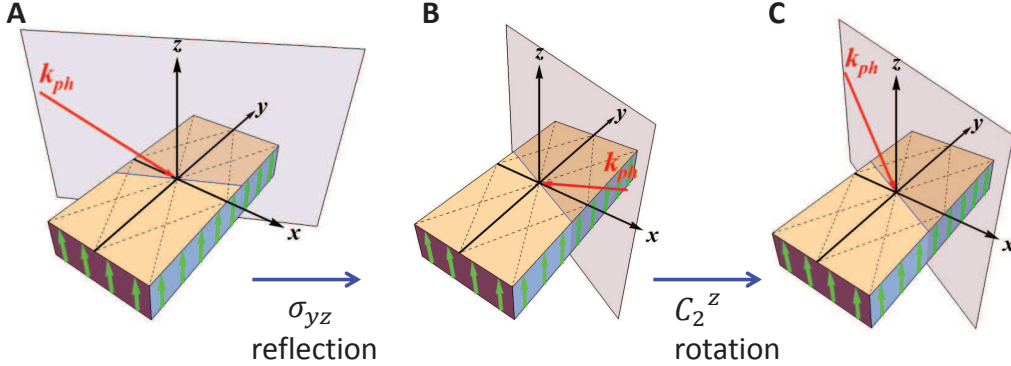 A
z
k_ph
y
x
σ_yz
reflection
B
z
y
k_ph
x
C_2^z
rotation
C
k_ph
z
y
x